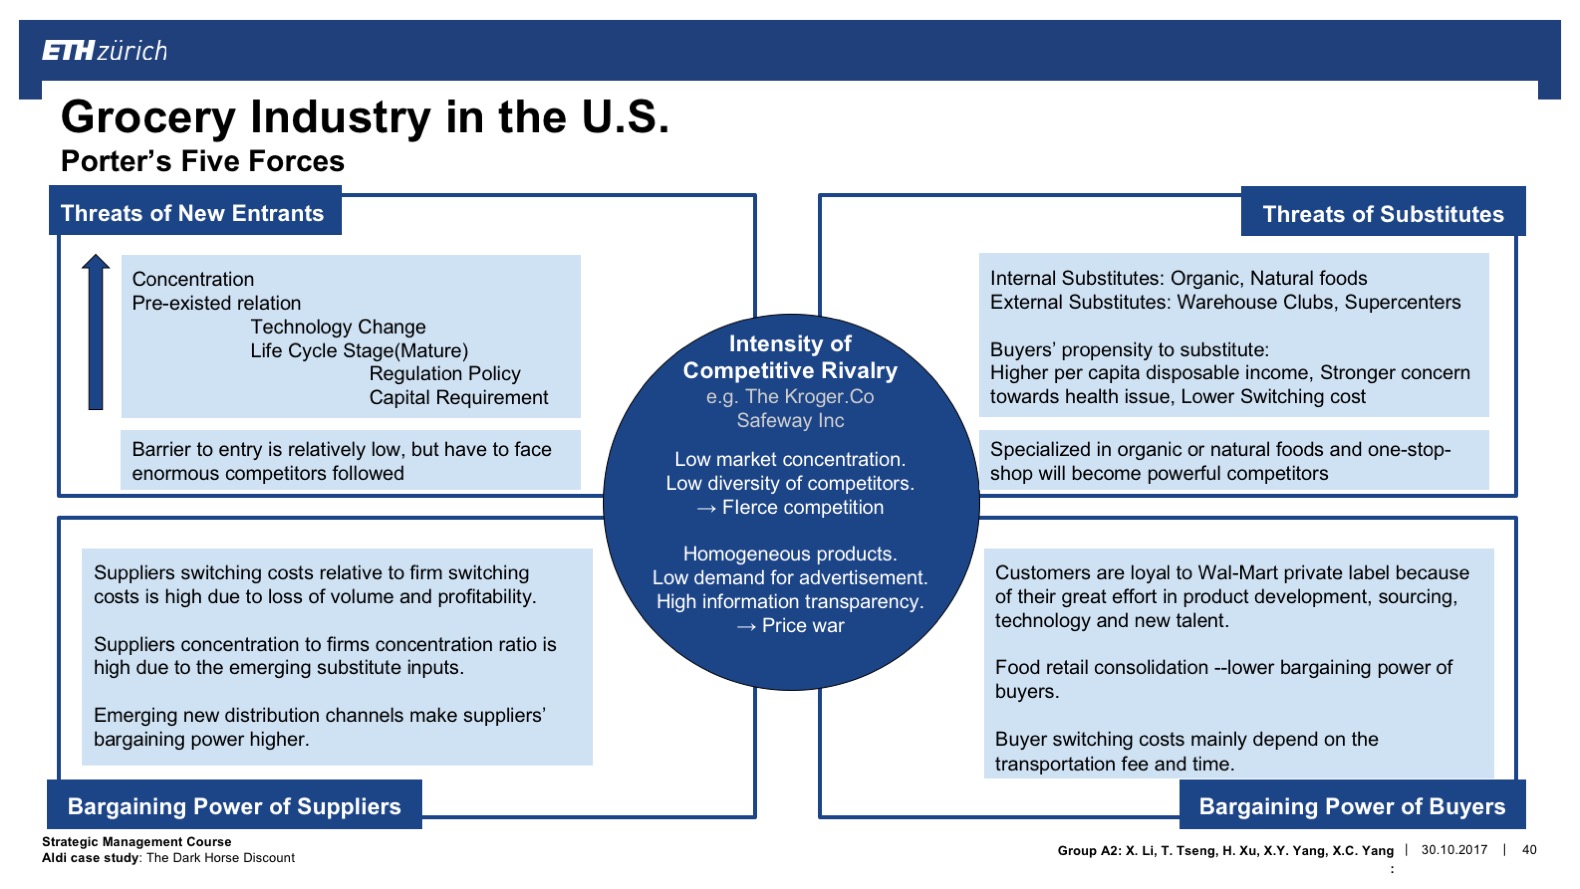 ETH zürich
Grocery Industry in the U.S.
Porter’s Five Forces
Threats of New Entrants
Concentration
Pre-existed relation
Technology Change
Life Cycle Stage(Mature)
Regulation Policy
Capital Requirement
Barrier to entry is relatively low, but have to face
enormous competitors followed
Threats of Substitutes
Internal Substitutes: Organic, Natural foods
External Substitutes: Warehouse Clubs, Supercenters
Buyers’ propensity to substitute:
Higher per capita disposable income, Stronger concern
towards health issue, Lower Switching cost
Specialized in organic or natural foods and one-stop-
shop will become powerful competitors
Intensity of
Competitive Rivalry
e.g. The Kroger.Co
Safeway Inc
Low market concentration.
Low diversity of competitors.
→ FIerce competition
Homogeneous products.
Low demand for advertisement.
High information transparency.
→ Price war
Suppliers switching costs relative to firm switching
costs is high due to loss of volume and profitability.
Suppliers concentration to firms concentration ratio is
high due to the emerging substitute inputs.
Emerging new distribution channels make suppliers’
bargaining power higher.
Bargaining Power of Suppliers
Customers are loyal to Wal-Mart private label because
of their great effort in product development, sourcing,
technology and new talent.
Food retail consolidation --lower bargaining power of
buyers.
Buyer switching costs mainly depend on the
transportation fee and time.
Bargaining Power of Buyers
Strategic Management Course
Aldi case study: The Dark Horse Discount
Group A2: X. Li, T. Tseng, H. Xu, X.Y. Yang, X.C. Yang | 30.10.2017 | 40
: